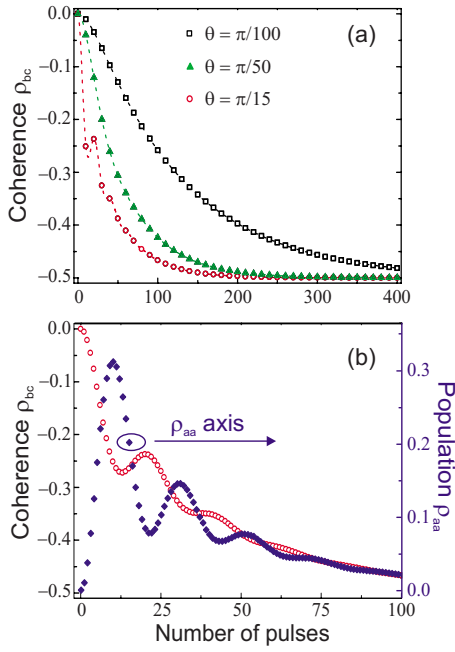 (a)
θ = π/100
θ = π/50
θ = π/15
Coherence ρbc
0.0
−0.1
−0.2
−0.3
−0.4
−0.5
0 100 200 300 400
(b)
ρaa axis
Coherence ρbc
0.0
−0.1
−0.2
−0.3
−0.4
−0.5
0.3
0.2
0.1
0.0
Population ρaa
0 25 50 75 100
Number of pulses